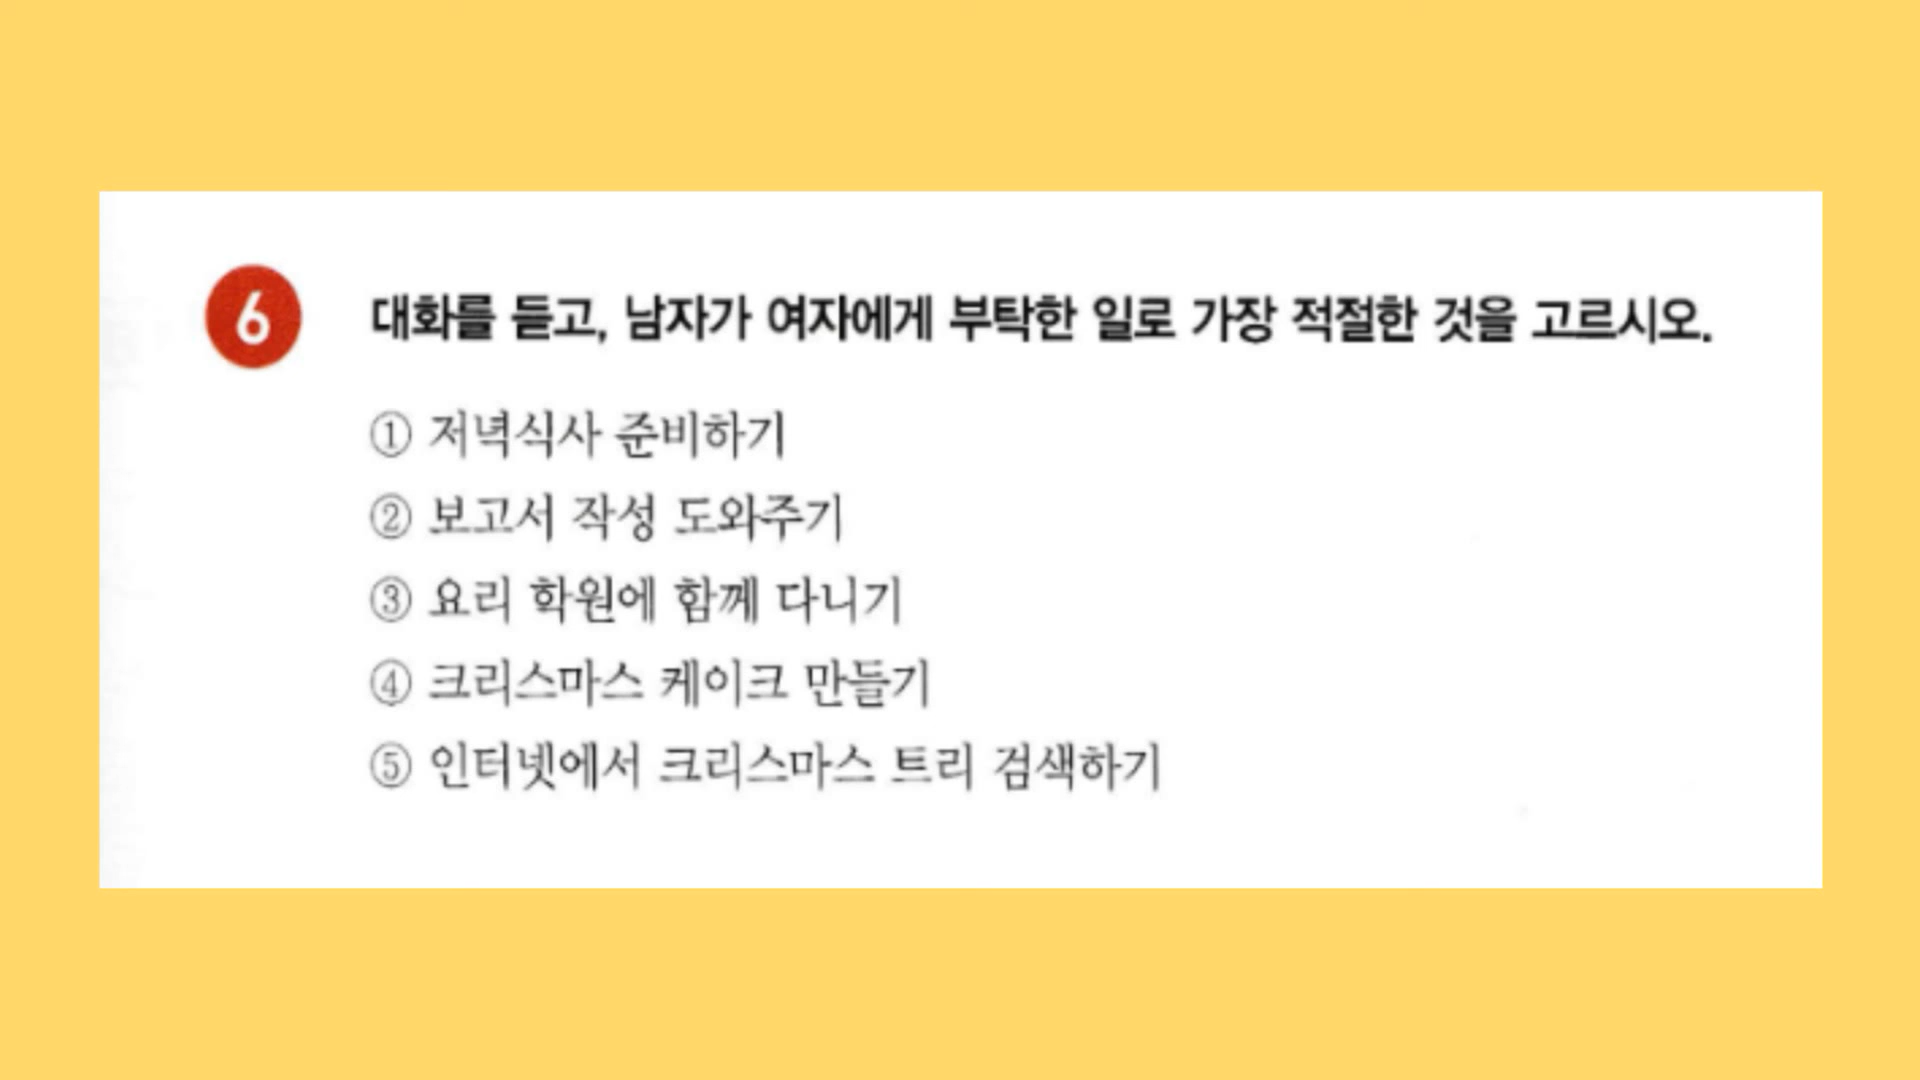 6 대화를 듣고, 남자가 여자에게 부탁한 일로 가장 적절한 것을 고르시오.
① 저녁식사 준비하기
② 보고서 작성 도와주기
③ 요리 학원에 함께 다니기
④ 크리스마스 케이크 만들기
⑤ 인터넷에서 크리스마스 트리 검색하기